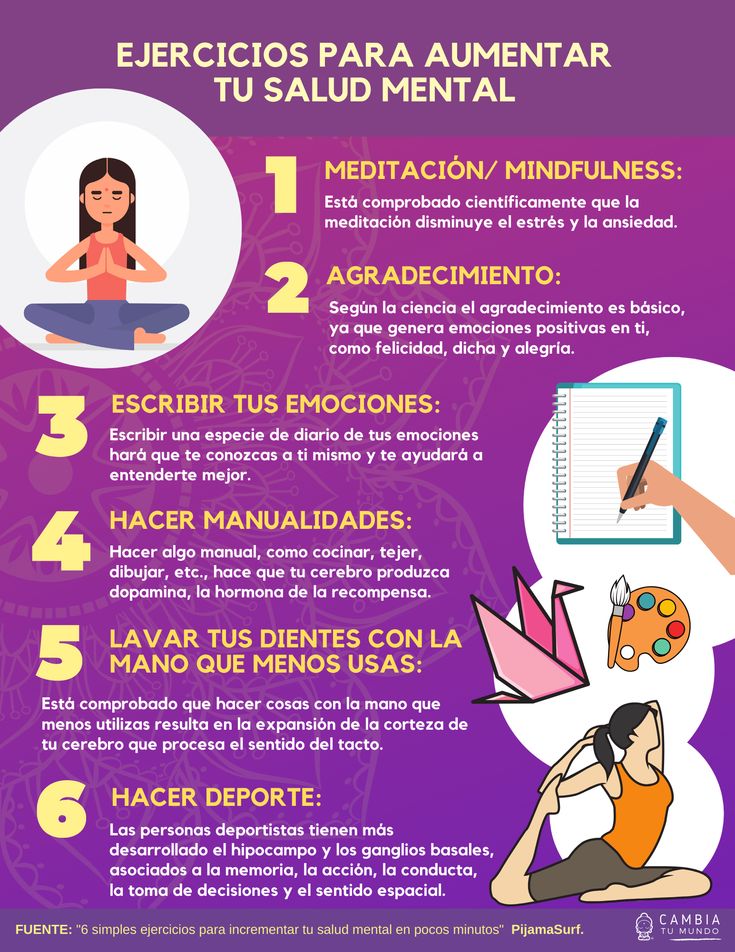 EJERCICIOS PARA AUMENTAR
TU SALUD MENTAL
1
MEDITACIÓN/ MINDFULNESS:
Está comprobado científicamente que la
meditación disminuye el estrés y la ansiedad.
2
AGRADECIMIENTO:
Según la ciencia el agradecimiento es básico,
ya que genera emociones positivas en ti,
como felicidad, dicha y alegría.
3
ESCRIBIR TUS EMOCIONES:
Escribir una especie de diario de tus emociones
hará que te conozcas a ti mismo y te ayudará a
entenderte mejor.
4
HACER MANUALIDADES:
Hacer algo manual, como cocinar, tejer,
dibujar, etc., hace que tu cerebro produzca
dopamina, la hormona de la recompensa.
5
LAVAR TUS DIENTES CON LA
MANO QUE MENOS USAS:
Está comprobado que hacer cosas con la mano que
menos utilizas resulta en la expansión de la corteza de
tu cerebro que procesa el sentido del tacto.
6
HACER DEPORTE:
Las personas deportistas tienen más
desarrollado el hipocampo y los ganglios basales,
asociados a la memoria, la acción, la conducta,
la toma de decisiones y el sentido espacial.
FUENTE: "6 simples ejercicios para incrementar tu salud mental en pocos minutos" PijamaSurf.
CAMBIA
TU MUNDO